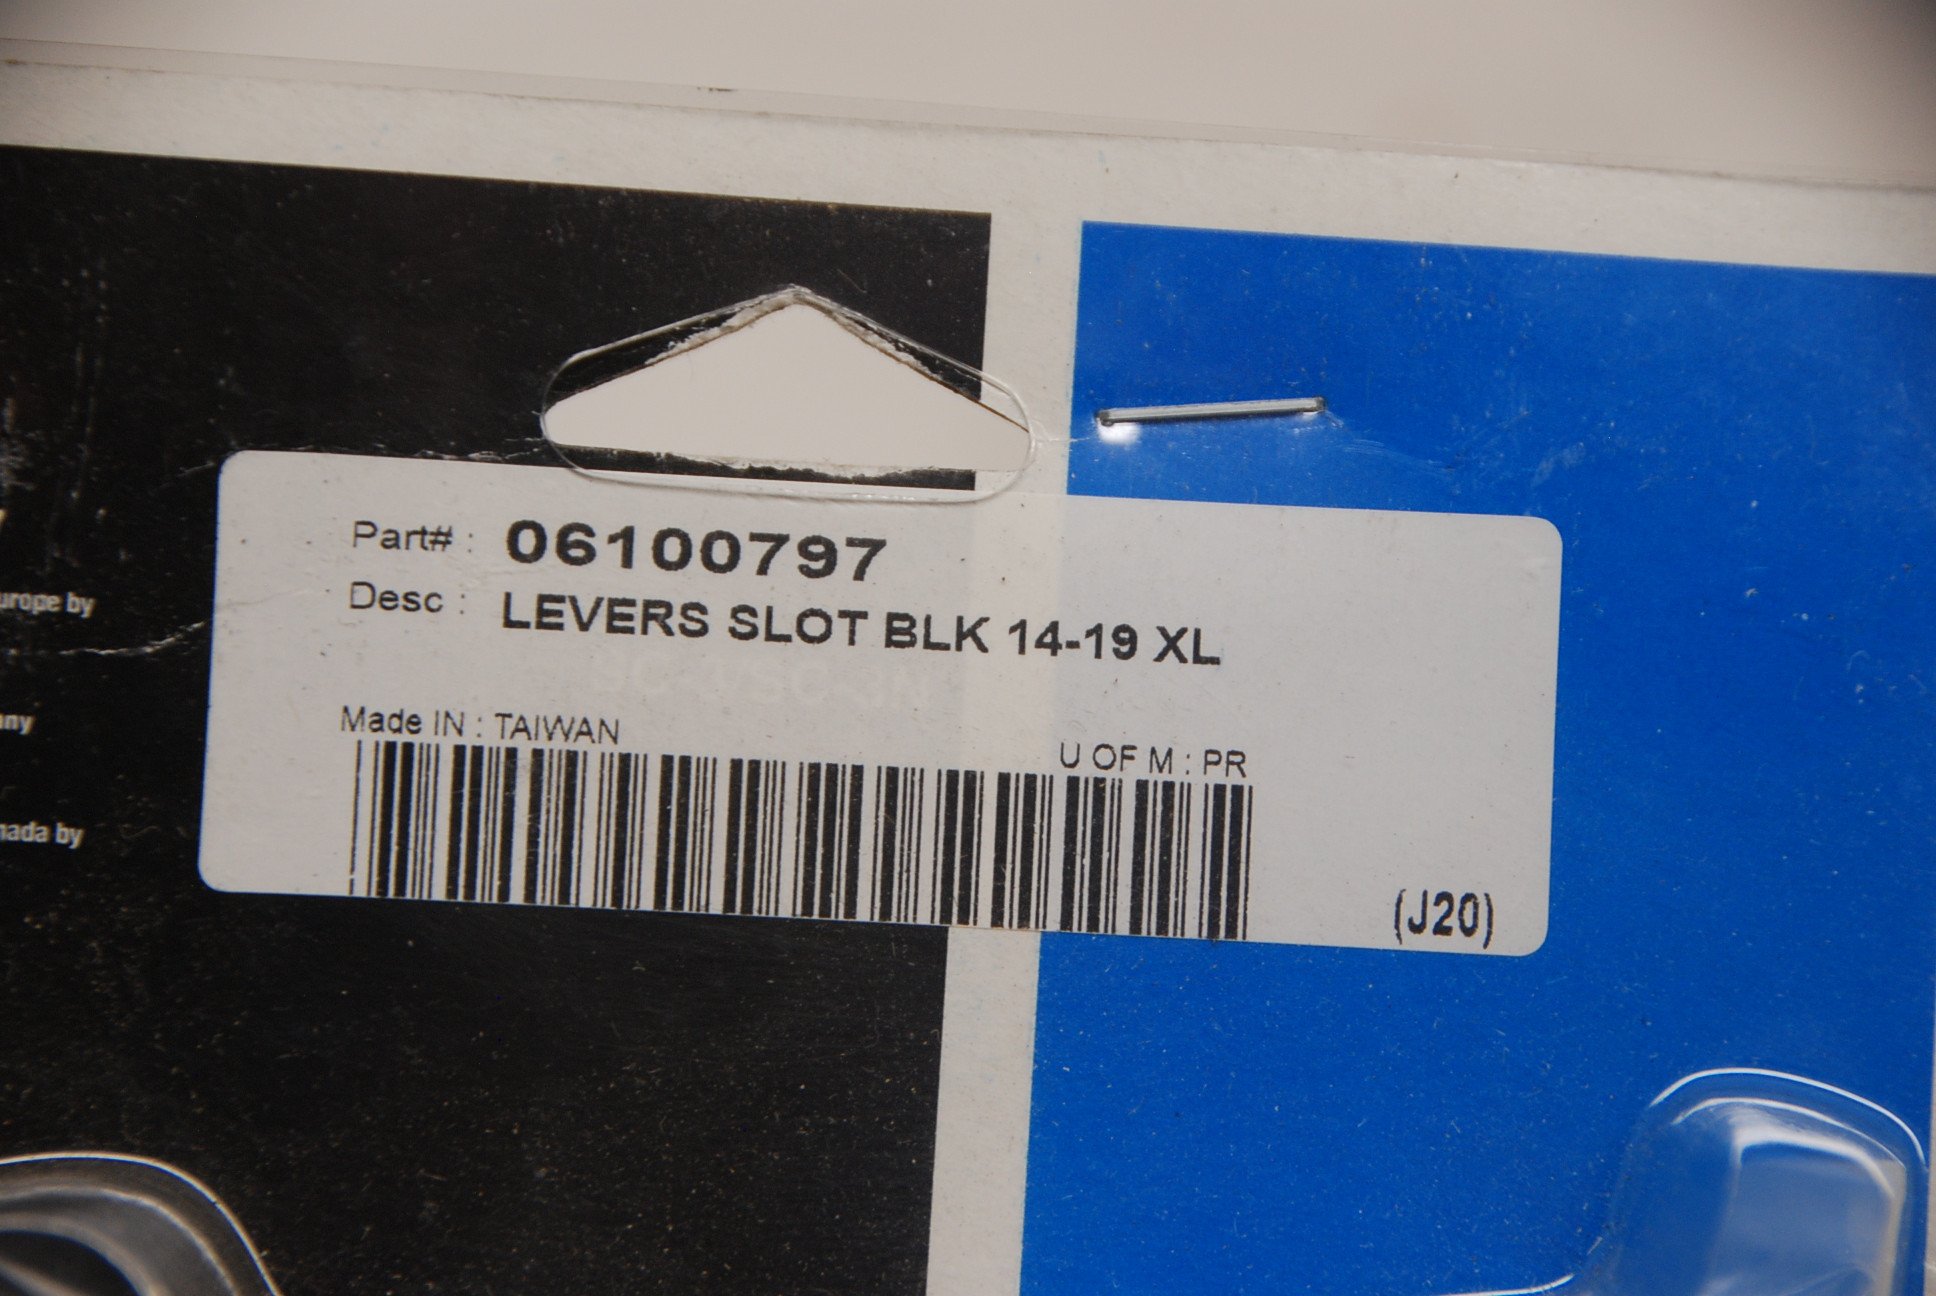 Part# : 06100797
Desc : LEVERS SLOT BLK 14-19 XL
Made IN : TAIWAN
U OF M : PR
(J20)
urope by
any
nada by